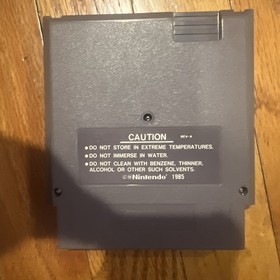 CAUTION REV-A
● DO NOT STORE IN EXTREME TEMPERATURES.
● DO NOT IMMERSE IN WATER.
● DO NOT CLEAN WITH BENZENE, THINNER,
ALCOHOL OR OTHER SUCH SOLVENTS.
©®Nintendo® 1985